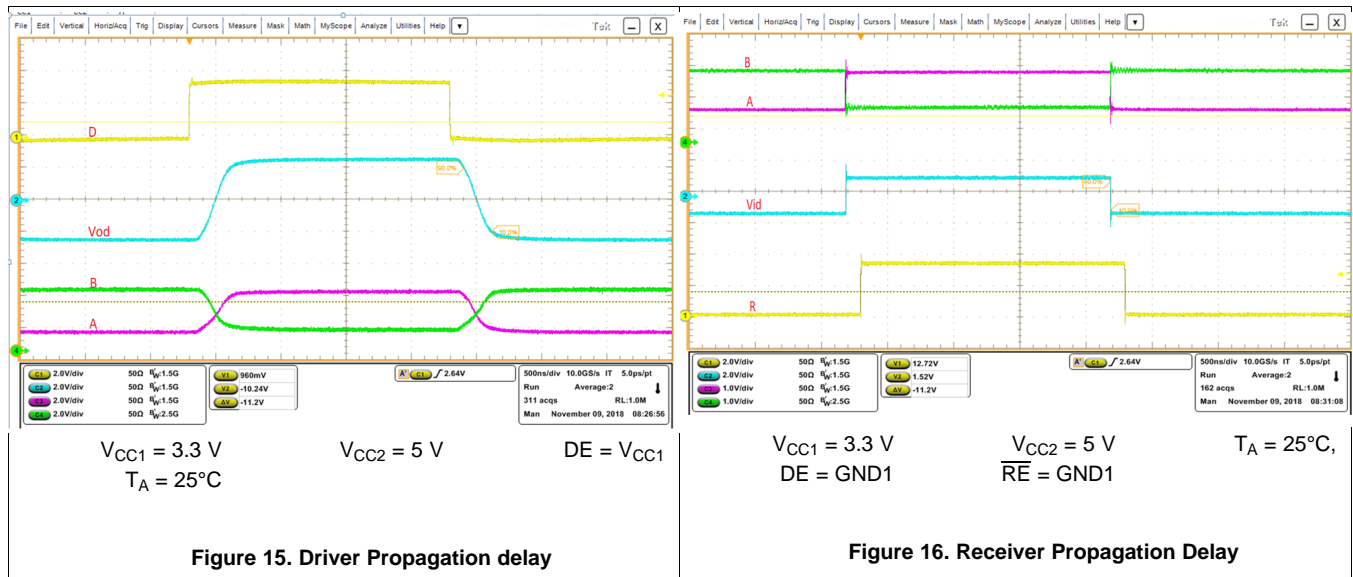 File Edit Vertical Horiz/Acq Trig Display Cursors Measure Mask Math MyScope Analyze Utilities Help Tek X
1
D
90.0%
2
Vod
10.0%
B
A
4
C1 2.0V/div 50Ω BW:1.5G
C2 2.0V/div 50Ω BW:1.5G
C3 2.0V/div 50Ω BW:1.5G
C4 2.0V/div 50Ω BW:2.5G
V1 960mV
V2 -10.24V
ΔV -11.2V
A' C1 2.64V
500ns/div 10.0GS/s IT 5.0ps/pt
Run Average:2
311 acqs RL:1.0M
Man November 09, 2018 08:26:56
VCC1 = 3.3 V VCC2 = 5 V DE = VCC1
TA = 25°C
Figure 15. Driver Propagation delay
File Edit Vertical Horiz/Acq Trig Display Cursors Measure Mask Math MyScope Analyze Utilities Help Tek X
B
A
4
90.0%
2
Vid
10.0%
R
1
C1 2.0V/div 50Ω BW:1.5G
C2 2.0V/div 50Ω BW:1.5G
C3 1.0V/div 50Ω BW:1.5G
C4 1.0V/div 50Ω BW:2.5G
V1 12.72V
V2 1.52V
ΔV -11.2V
A' C1 2.64V
500ns/div 10.0GS/s IT 5.0ps/pt
Run Average:2
162 acqs RL:1.0M
Man November 09, 2018 08:31:08
VCC1 = 3.3 V VCC2 = 5 V TA = 25°C,
DE = GND1 RE = GND1
Figure 16. Receiver Propagation Delay